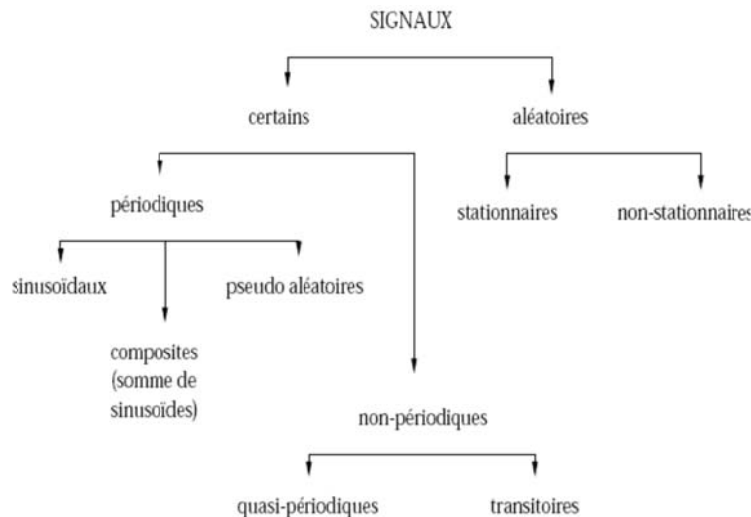 SIGNAUX
certains
aléatoires
périodiques
stationnaires
non-stationnaires
sinusoïdaux
pseudo aléatoires
composites
(somme de
sinusoïdes)
non-périodiques
quasi-périodiques
transitoires